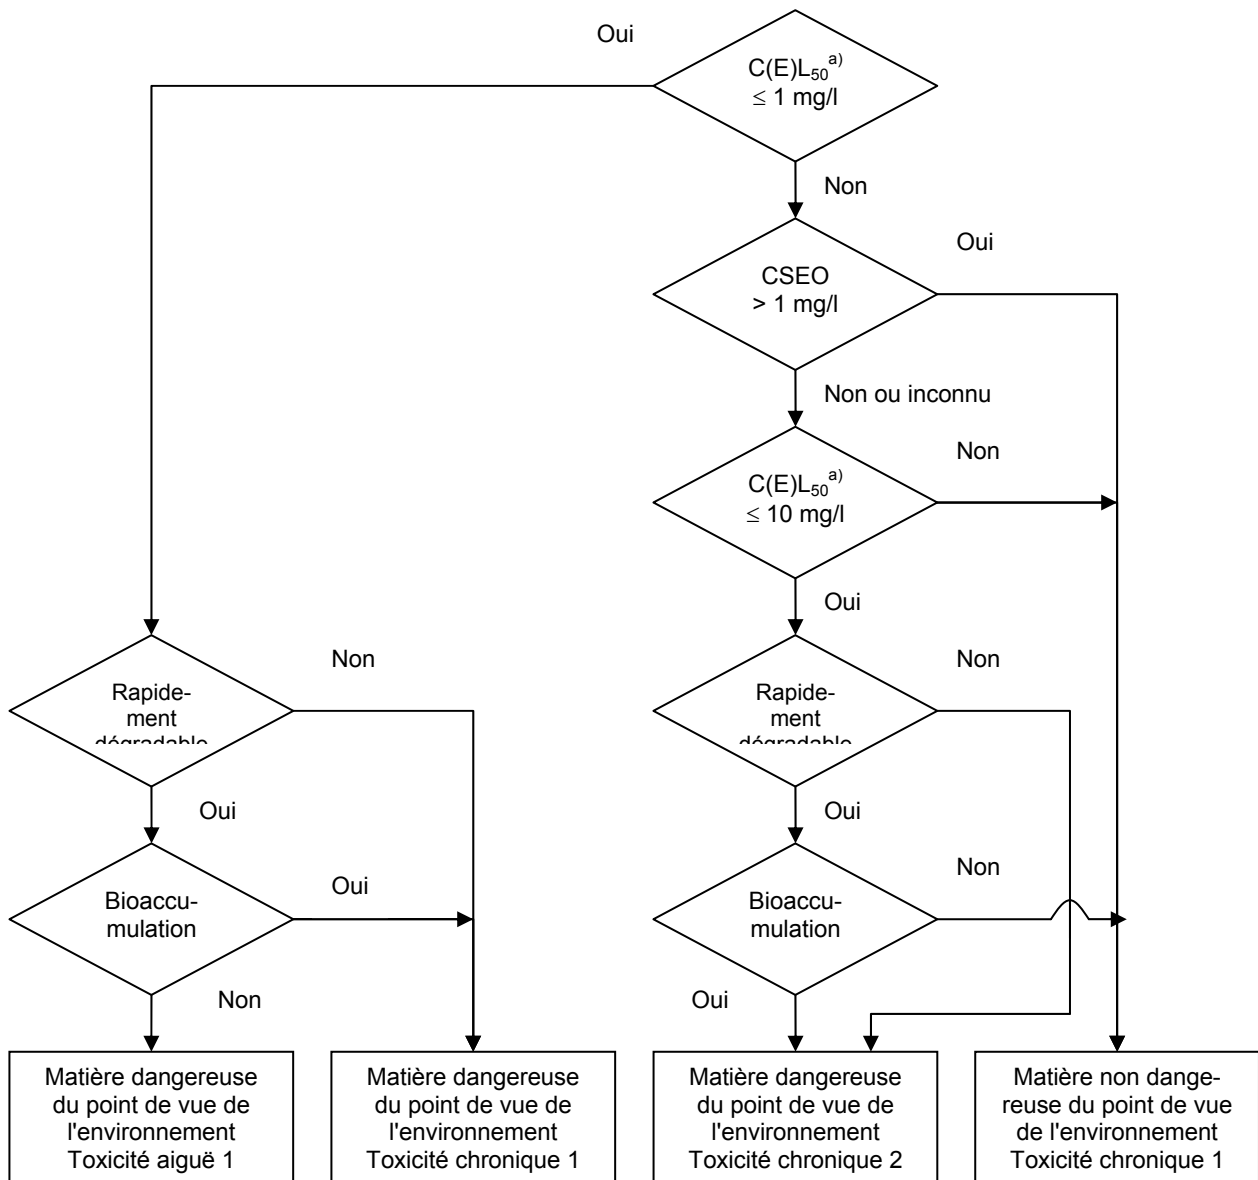 Oui
C(E)L50a)
≤ 1 mg/l
Non
Oui
CSEO
> 1 mg/l
Non ou inconnu
Non
C(E)L50a)
≤ 10 mg/l
Oui
Non
Non
Rapide-
ment
dégradable
Rapide-
ment
dégradable
Oui
Oui
Non
Oui
Bioaccu-
mulation
Bioaccu-
mulation
Non
Oui
Matière dangereuse
du point de vue de
l'environnement
Toxicité aiguë 1
Matière dangereuse
du point de vue de
l'environnement
Toxicité chronique 1
Matière dangereuse
du point de vue de
l'environnement
Toxicité chronique 2
Matière non dange-
reuse du point de vue
de l'environnement
Toxicité chronique 1